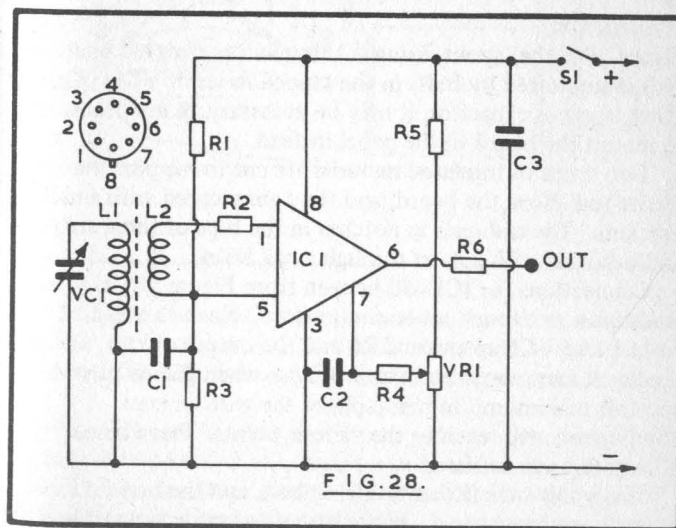 4
3 5
2 6
1 7
8
S1 +
R1
R5
C3
L1 L2
R2
1
8
IC1
6
R6
OUT
VC1
5
7
3
C1
C2
R4
VR1
R3
−
F G.28.